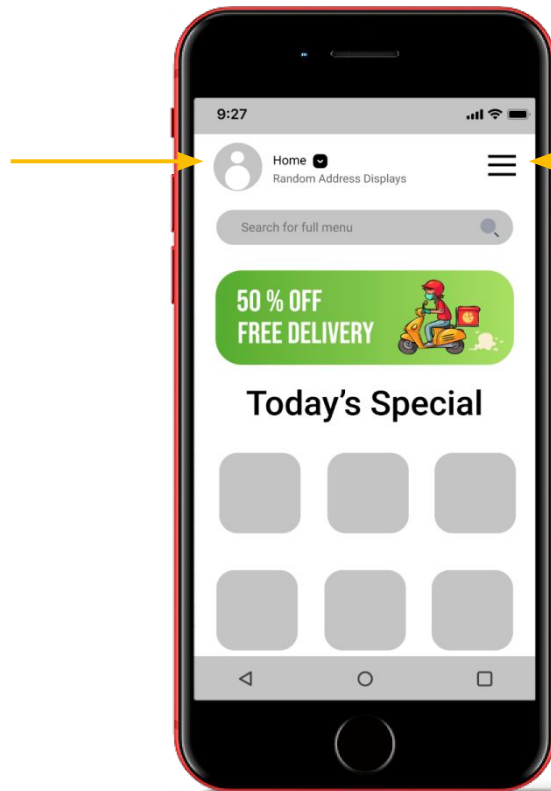 9:27
Home
Random Address Displays
Search for full menu
50 % OFF
FREE DELIVERY
Today’s Special